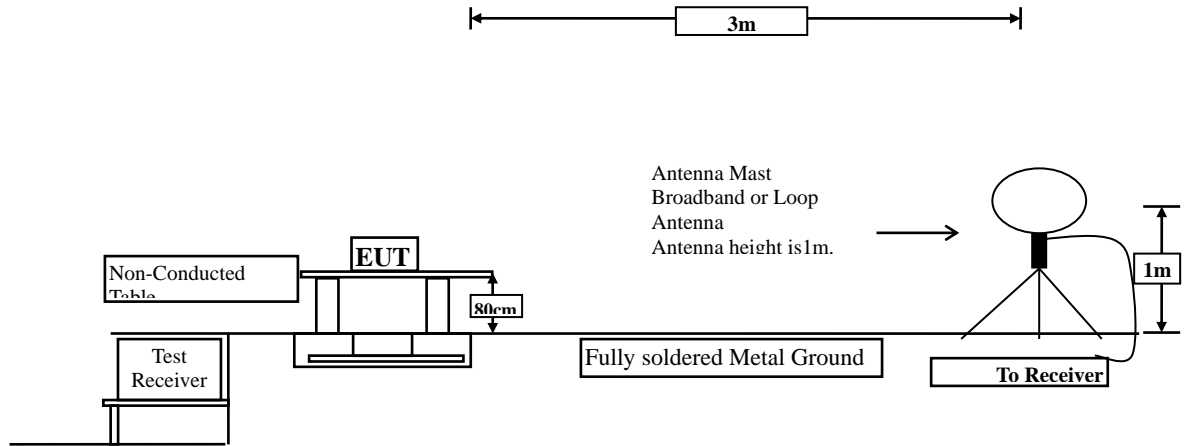 3m
Antenna Mast
Broadband or Loop
Antenna
Antenna height is1m.
EUT
Non-Conducted
Table
80cm
1m
Test
Receiver
Fully soldered Metal Ground
To Receiver